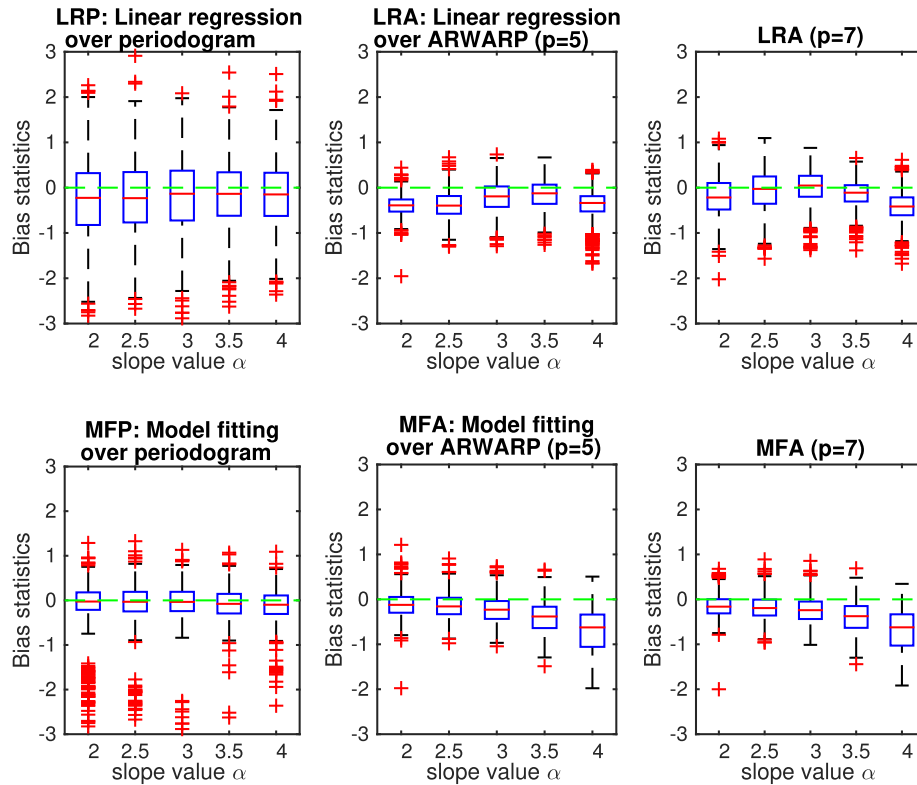 LRP: Linear regression
over periodogram
3
2
1
0
-1
-2
-3
Bias statistics
2 2.5 3 3.5 4
slope value α
LRA: Linear regression
over ARWARP (p=5)
3
2
1
0
-1
-2
-3
Bias statistics
2 2.5 3 3.5 4
slope value α
LRA (p=7)
3
2
1
0
-1
-2
-3
Bias statistics
2 2.5 3 3.5 4
slope value α
MFP: Model fitting
over periodogram
3
2
1
0
-1
-2
-3
Bias statistics
2 2.5 3 3.5 4
slope value α
MFA: Model fitting
over ARWARP (p=5)
3
2
1
0
-1
-2
-3
Bias statistics
2 2.5 3 3.5 4
slope value α
MFA (p=7)
3
2
1
0
-1
-2
-3
Bias statistics
2 2.5 3 3.5 4
slope value α